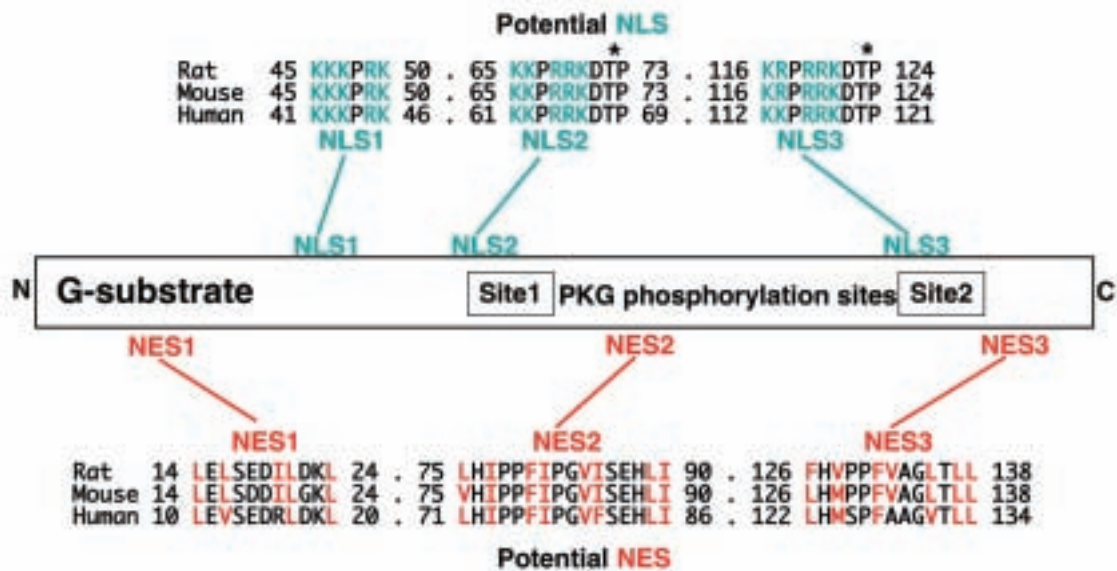 Potential NLS
* *
Rat 45 KKKPRK 50 . 65 KKPRRKDTP 73 . 116 KRPRRKDTP 124
Mouse 45 KKKPRK 50 . 65 KKPRRKDTP 73 . 116 KRPRRKDTP 124
Human 41 KKKPRK 46 . 61 KKPRRKDTP 69 . 112 KKPRRKDTP 121
NLS1 NLS2 NLS3
NLS1 NLS2 NLS3
N G-substrate Site1 PKG phosphorylation sites Site2 C
NES1 NES2 NES3
NES1 NES2 NES3
Rat 14 LELSEDILDKL 24 . 75 LHIPPFIPGVISEHLI 90 . 126 FHVPPFVAGLTLL 138
Mouse 14 LELSDDILGKL 24 . 75 VHIPPFIPGVISEHLI 90 . 126 LHMPPFVAGLTLL 138
Human 10 LEVSEDRLDKL 20 . 71 LHIPPFIPGVFSEHLI 86 . 122 LHMSPFAAGVTLL 134
Potential NES